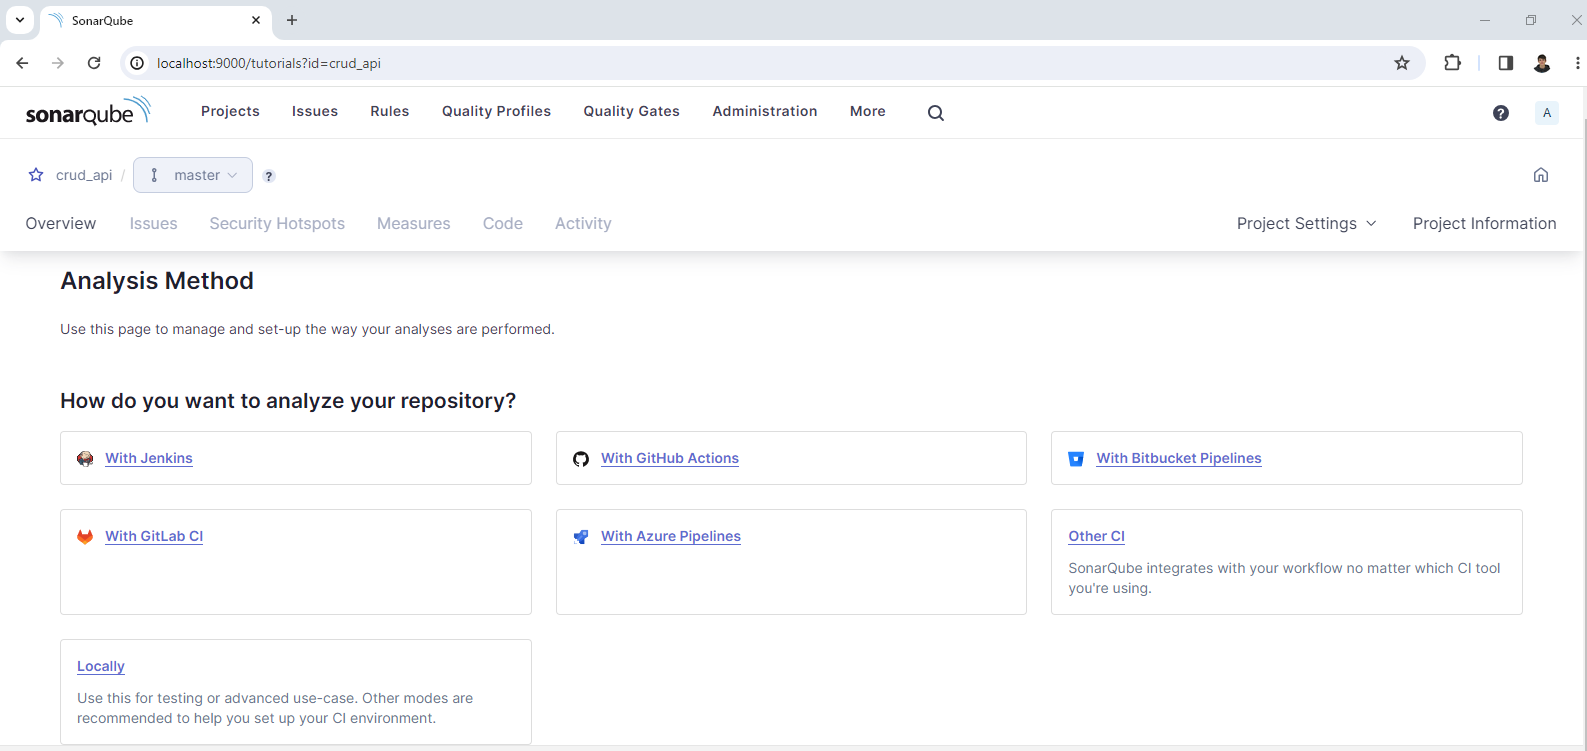 SonarQube
localhost:9000/tutorials?id=crud_api
sonarqube Projects Issues Rules Quality Profiles Quality Gates Administration More ? A
crud_api / master ?
Overview Issues Security Hotspots Measures Code Activity Project Settings Project Information
Analysis Method
Use this page to manage and set-up the way your analyses are performed.
How do you want to analyze your repository?
With Jenkins
With GitHub Actions
With Bitbucket Pipelines
With GitLab CI
With Azure Pipelines
Other CI
SonarQube integrates with your workflow no matter which CI tool
you're using.
Locally
Use this for testing or advanced use-case. Other modes are
recommended to help you set up your CI environment.